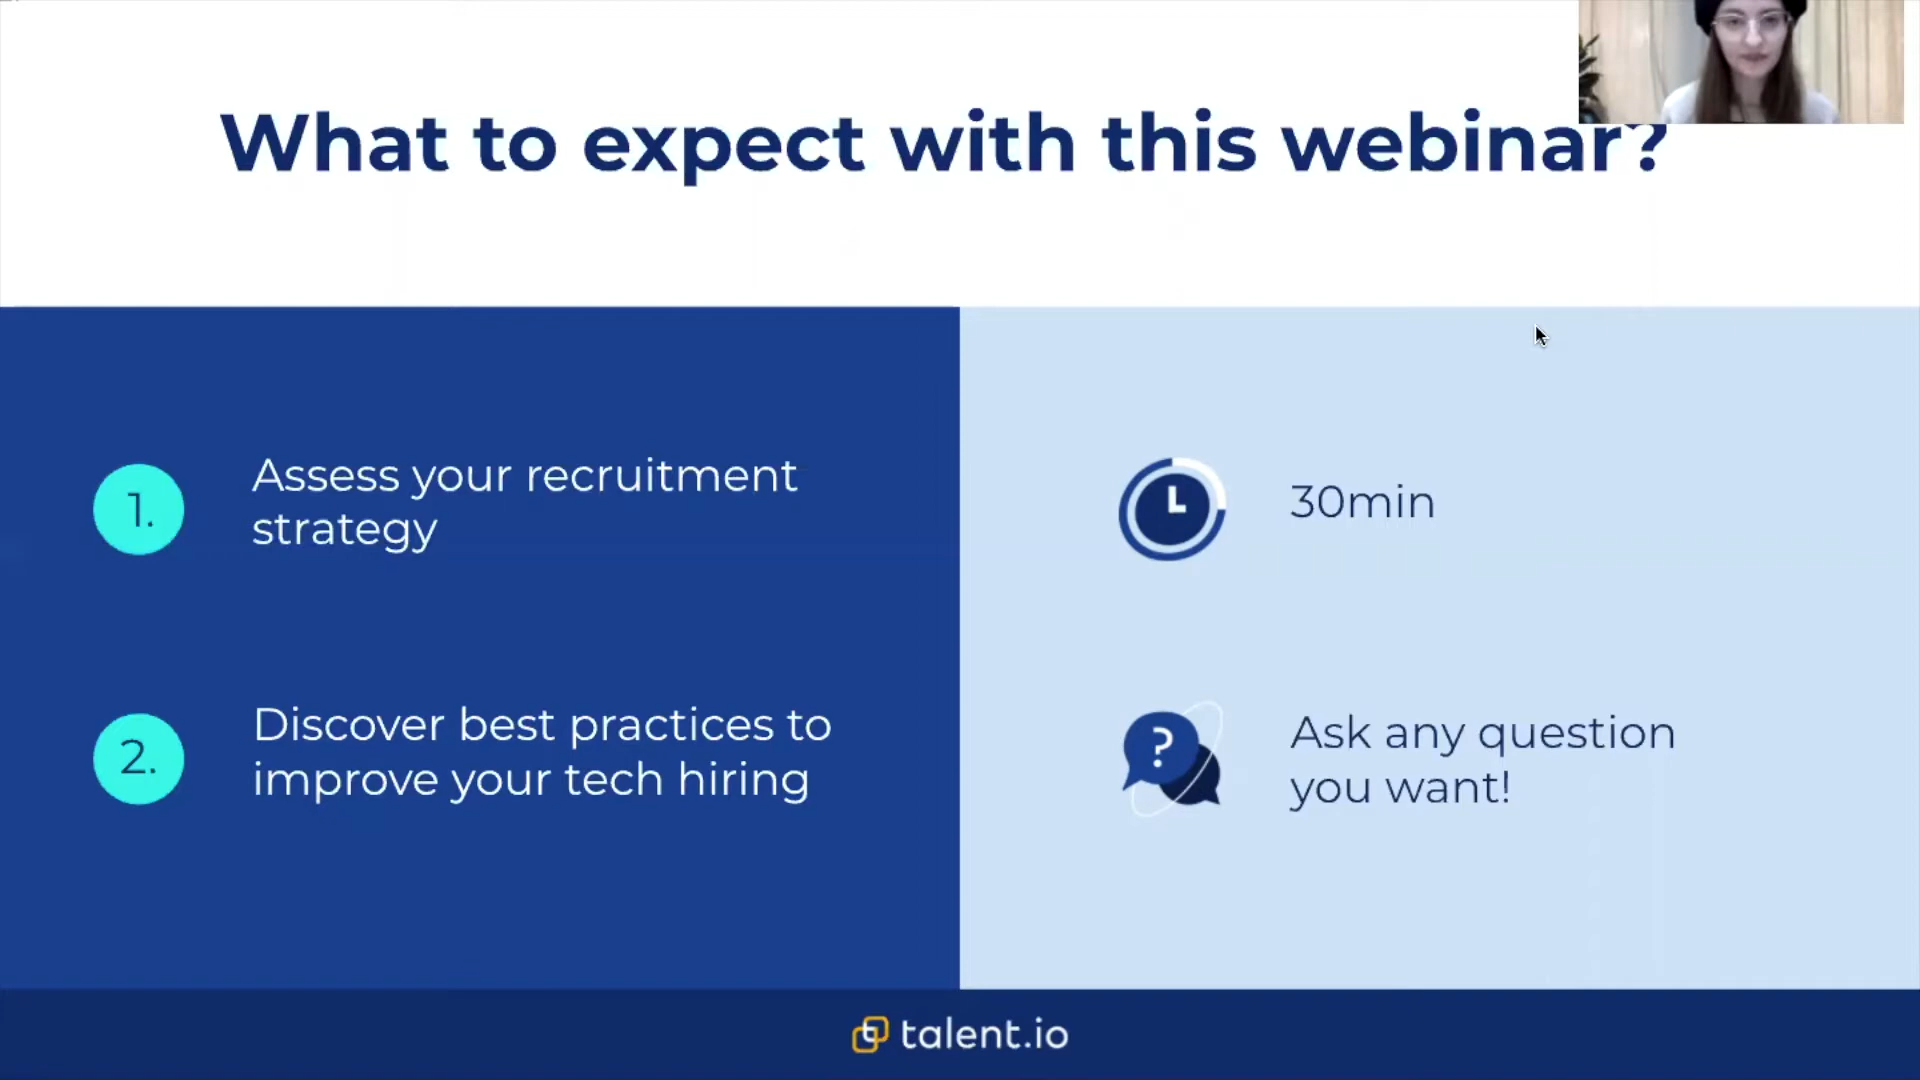 What to expect with this webinar?
1.
Assess your recruitment
strategy
2.
Discover best practices to
improve your tech hiring
30min
?
Ask any question
you want!
talent.io